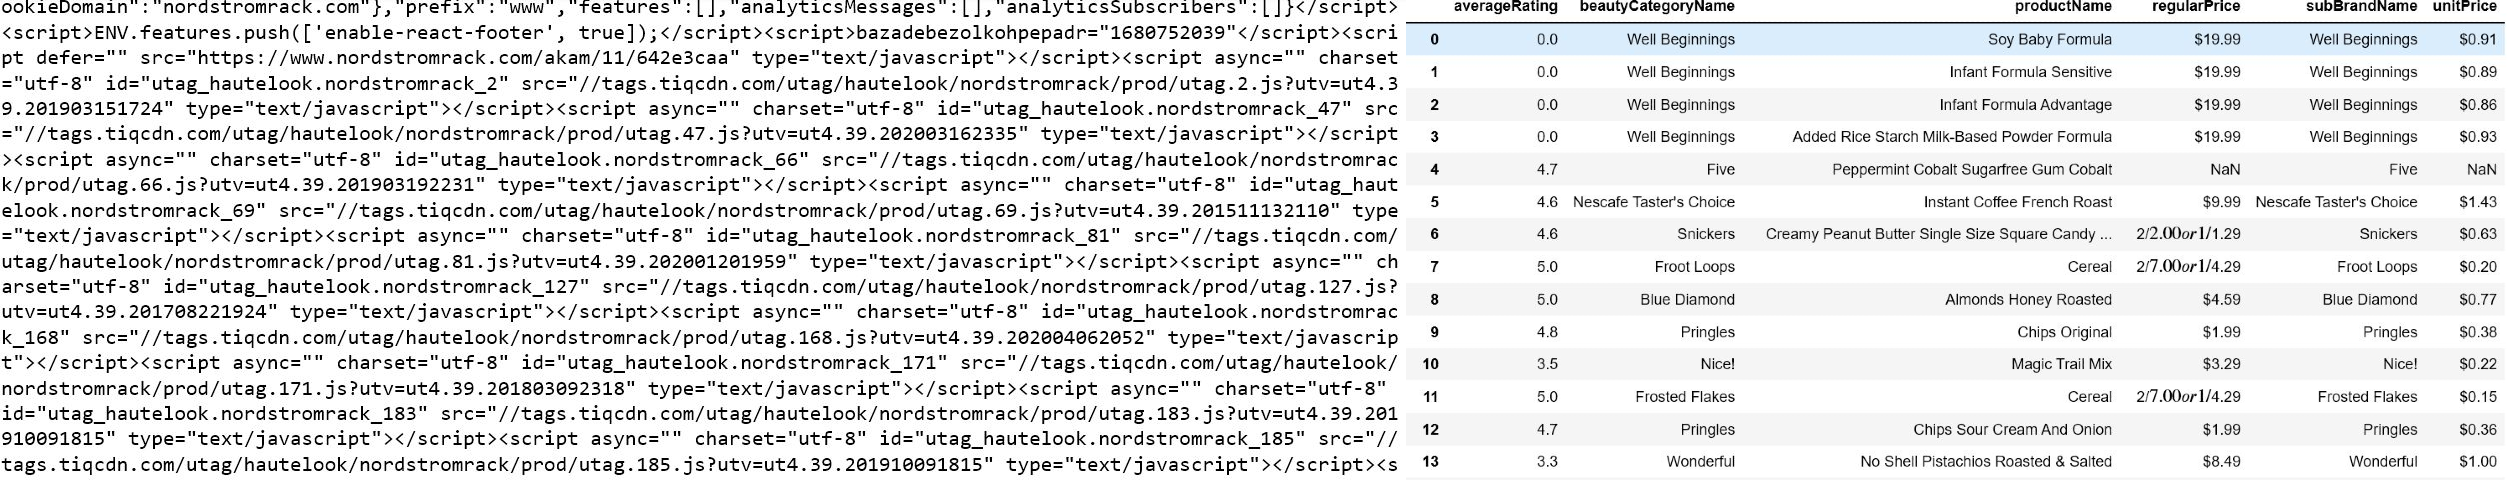 ookieDomain":"nordstromrack.com"},"prefix":"www","features":[],"analyticsMessages":[],"analyticsSubscribers":[]}</script>
<script>ENV.features.push(['enable-react-footer', true]);</script><script>bazadebezolkohpepadr="1680752039"</script><scri
pt defer="" src="https://www.nordstromrack.com/akam/11/642e3caa" type="text/javascript"></script><script async="" charset
="utf-8" id="utag_hautelook.nordstromrack_2" src="//tags.tiqcdn.com/utag/hautelook/nordstromrack/prod/utag.2.js?utv=ut4.3
9.201903151724" type="text/javascript"></script><script async="" charset="utf-8" id="utag_hautelook.nordstromrack_47" src
="//tags.tiqcdn.com/utag/hautelook/nordstromrack/prod/utag.47.js?utv=ut4.39.202003162335" type="text/javascript"></script
><script async="" charset="utf-8" id="utag_hautelook.nordstromrack_66" src="//tags.tiqcdn.com/utag/hautelook/nordstromrac
k/prod/utag.66.js?utv=ut4.39.201903192231" type="text/javascript"></script><script async="" charset="utf-8" id="utag_haut
elook.nordstromrack_69" src="//tags.tiqcdn.com/utag/hautelook/nordstromrack/prod/utag.69.js?utv=ut4.39.201511132110" type
="text/javascript"></script><script async="" charset="utf-8" id="utag_hautelook.nordstromrack_81" src="//tags.tiqcdn.com/
utag/hautelook/nordstromrack/prod/utag.81.js?utv=ut4.39.202001201959" type="text/javascript"></script><script async="" ch
arset="utf-8" id="utag_hautelook.nordstromrack_127" src="//tags.tiqcdn.com/utag/hautelook/nordstromrack/prod/utag.127.js?
utv=ut4.39.201708221924" type="text/javascript"></script><script async="" charset="utf-8" id="utag_hautelook.nordstromrac
k_168" src="//tags.tiqcdn.com/utag/hautelook/nordstromrack/prod/utag.168.js?utv=ut4.39.202004062052" type="text/javascrip
t"></script><script async="" charset="utf-8" id="utag_hautelook.nordstromrack_171" src="//tags.tiqcdn.com/utag/hautelook/
nordstromrack/prod/utag.171.js?utv=ut4.39.201803092318" type="text/javascript"></script><script async="" charset="utf-8"
id="utag_hautelook.nordstromrack_183" src="//tags.tiqcdn.com/utag/hautelook/nordstromrack/prod/utag.183.js?utv=ut4.39.201
910091815" type="text/javascript"></script><script async="" charset="utf-8" id="utag_hautelook.nordstromrack_185" src="//
tags.tiqcdn.com/utag/hautelook/nordstromrack/prod/utag.185.js?utv=ut4.39.201910091815" type="text/javascript"></script><s
averageRating beautyCategoryName productName regularPrice subBrandName unitPrice
0 0.0 Well Beginnings Soy Baby Formula $19.99 Well Beginnings $0.91
1 0.0 Well Beginnings Infant Formula Sensitive $19.99 Well Beginnings $0.89
2 0.0 Well Beginnings Infant Formula Advantage $19.99 Well Beginnings $0.86
3 0.0 Well Beginnings Added Rice Starch Milk-Based Powder Formula $19.99 Well Beginnings $0.93
4 4.7 Five Peppermint Cobalt Sugarfree Gum Cobalt NaN Five NaN
5 4.6 Nescafe Taster's Choice Instant Coffee French Roast $9.99 Nescafe Taster's Choice $1.43
6 4.6 Snickers Creamy Peanut Butter Single Size Square Candy ... 2/2.00or1/1.29 Snickers $0.63
7 5.0 Froot Loops Cereal 2/7.00or1/4.29 Froot Loops $0.20
8 5.0 Blue Diamond Almonds Honey Roasted $4.59 Blue Diamond $0.77
9 4.8 Pringles Chips Original $1.99 Pringles $0.38
10 3.5 Nice! Magic Trail Mix $3.29 Nice! $0.22
11 5.0 Frosted Flakes Cereal 2/7.00or1/4.29 Frosted Flakes $0.15
12 4.7 Pringles Chips Sour Cream And Onion $1.99 Pringles $0.36
13 3.3 Wonderful No Shell Pistachios Roasted & Salted $8.49 Wonderful $1.00